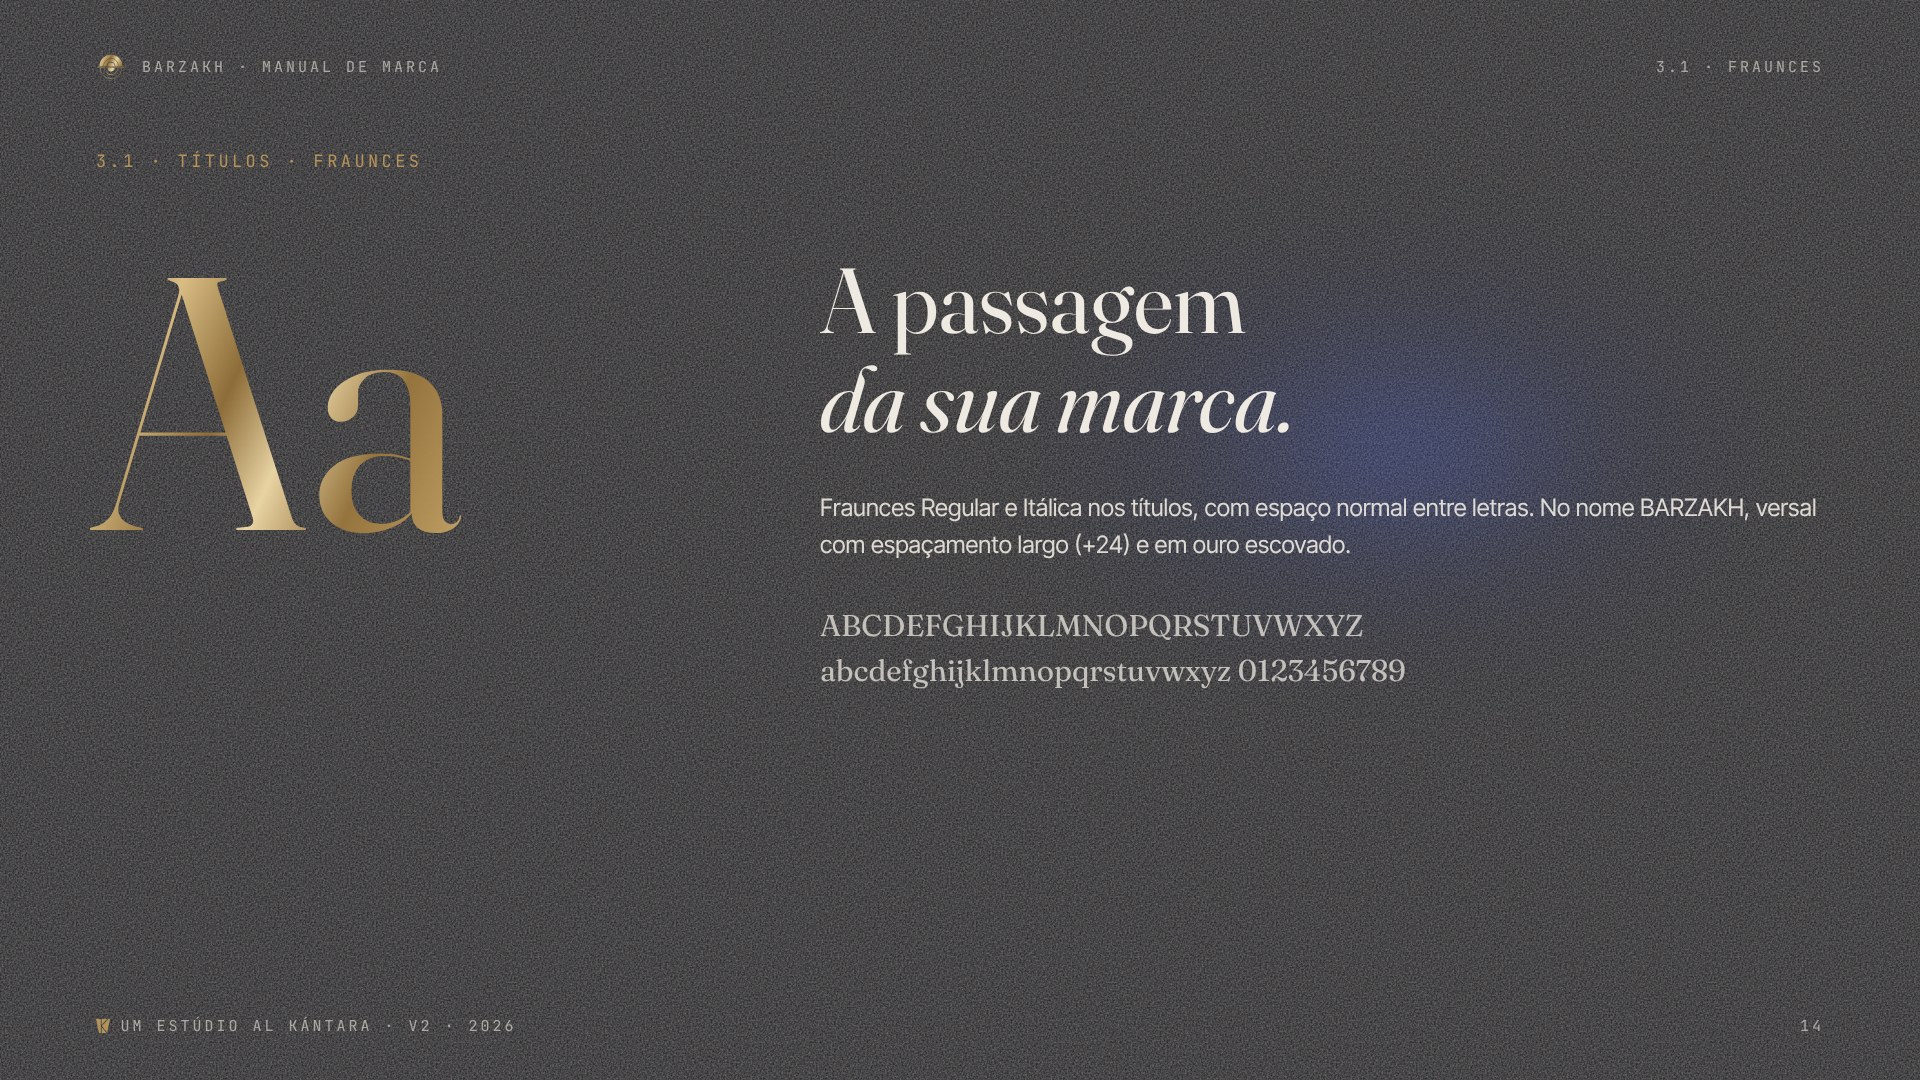 BARZAKH · MANUAL DE MARCA
3.1 · FRAUNCES
3.1 · TÍTULOS · FRAUNCES
Aa
A passagem
da sua marca.
Fraunces Regular e Itálica nos títulos, com espaço normal entre letras. No nome BARZAKH, versal
com espaçamento largo (+24) e em ouro escovado.
ABCDEFGHIJKLMNOPQRSTUVWXYZ
abcdefghijklmnopqrstuvwxyz 0123456789
UM ESTÚDIO AL KÁNTARA · V2 · 2026
14